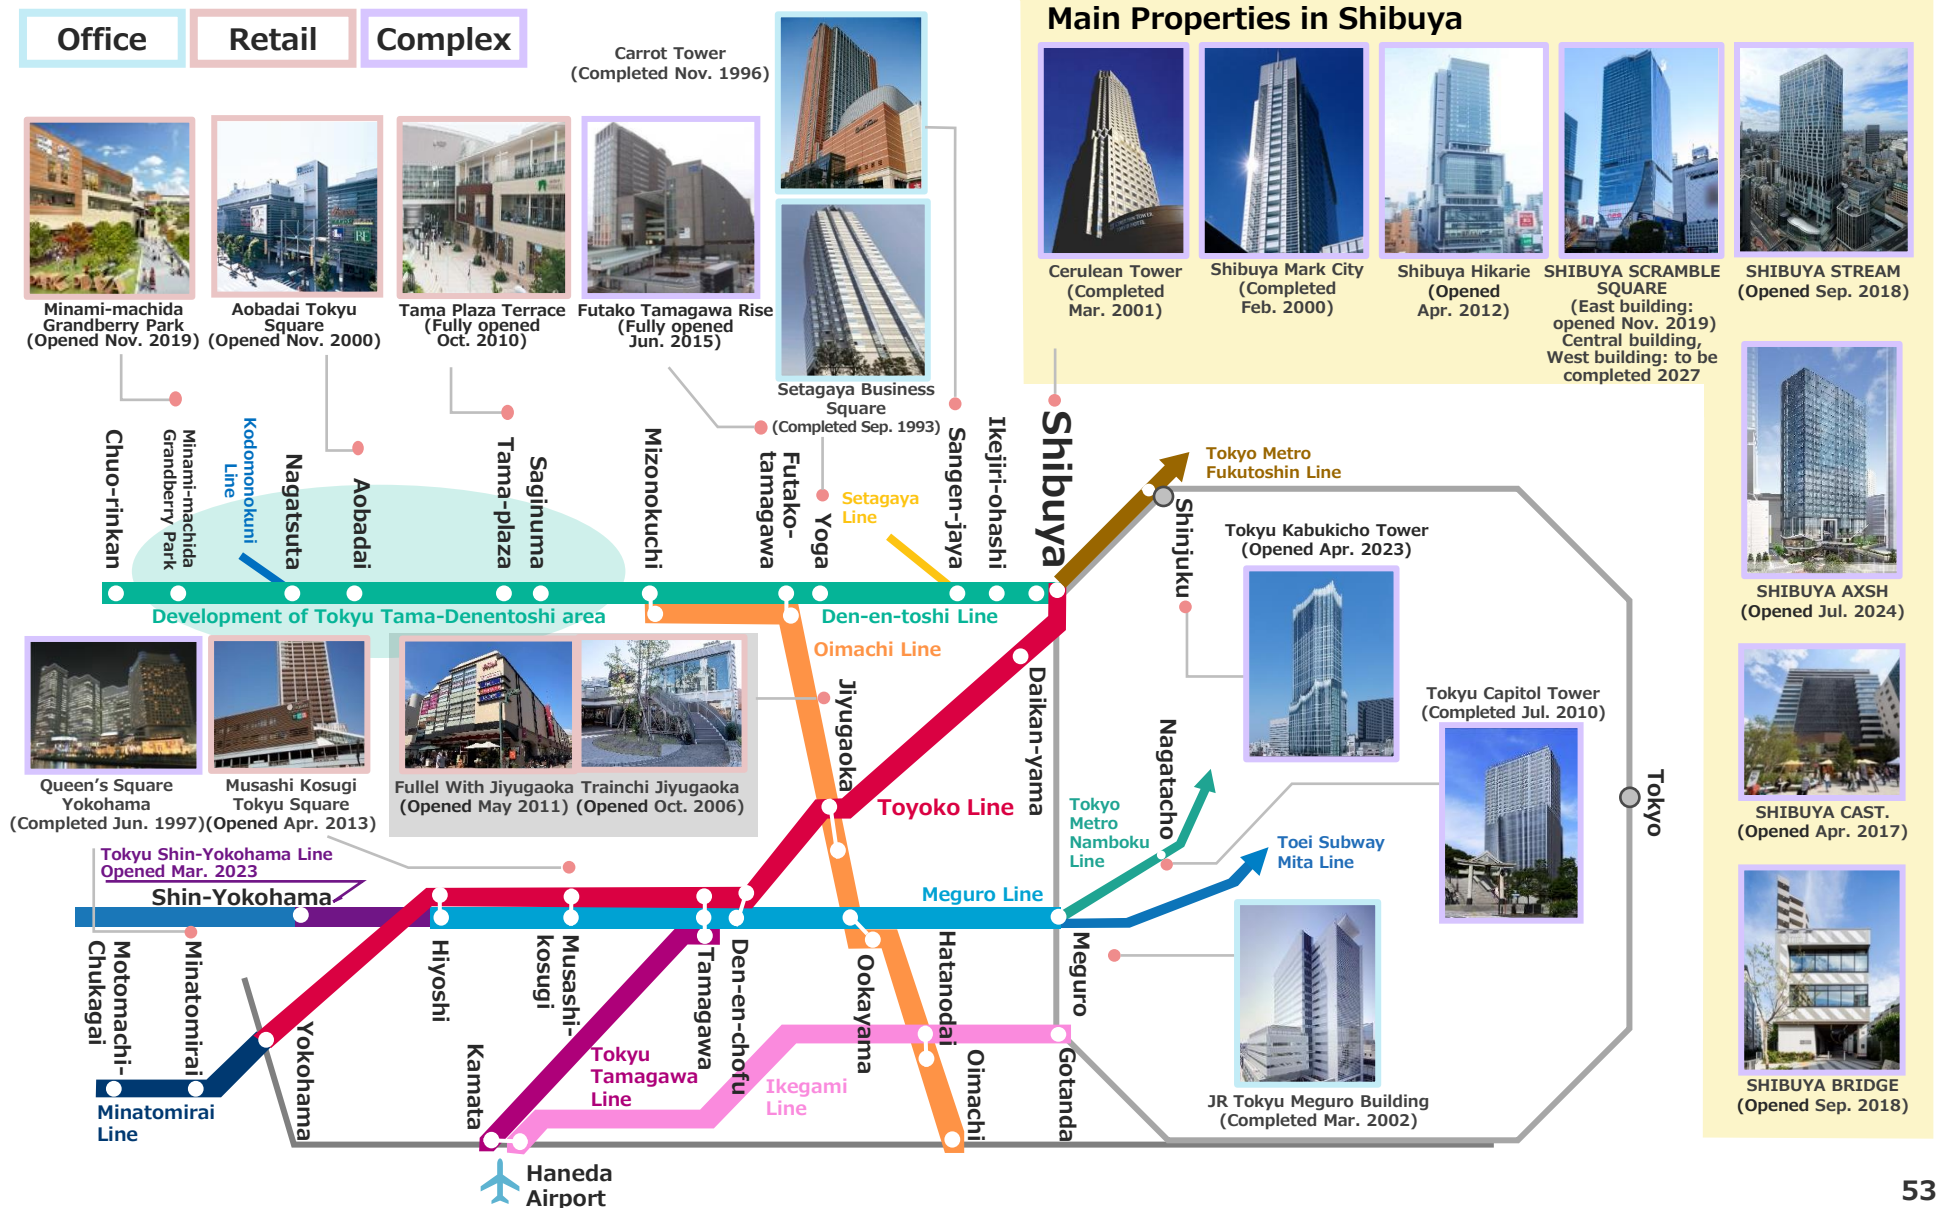 Office
Retail
Complex
Carrot Tower
(Completed Nov. 1996)
Main Properties in Shibuya
Minami-machida
Grandberry Park
(Opened Nov. 2019)
Aobadai Tokyu
Square
(Opened Nov. 2000)
Tama Plaza Terrace
(Fully opened
Oct. 2010)
Futako Tamagawa Rise
(Fully opened
Jun. 2015)
Setagaya Business
Square
(Completed Sep. 1993)
Cerulean Tower
(Completed
Mar. 2001)
Shibuya Mark City
(Completed
Feb. 2000)
Shibuya Hikarie
(Opened
Apr. 2012)
SHIBUYA SCRAMBLE
SQUARE
(East building:
opened Nov. 2019)
Central building,
West building: to be
completed 2027
SHIBUYA STREAM
(Opened Sep. 2018)
SHIBUYA AXSH
(Opened Jul. 2024)
SHIBUYA CAST.
(Opened Apr. 2017)
SHIBUYA BRIDGE
(Opened Sep. 2018)
Chuo-rinkan
Minami-machida
Grandberry Park
Kodomonokuni
Line
Nagatsuta
Aobadai
Tama-plaza
Saginuma
Mizonokuchi
Futako-
tamagawa
Yoga
Setagaya
Line
Sangen-jaya
Ikejiri-ohashi
Shibuya
Tokyo Metro
Fukutoshin Line
Shinjuku
Tokyu Kabukicho Tower
(Opened Apr. 2023)
Development of Tokyu Tama-Denentoshi area
Den-en-toshi Line
Oimachi Line
Queen's Square
Yokohama
(Completed Jun. 1997)
Musashi Kosugi
Tokyu Square
(Opened Apr. 2013)
Fullel With Jiyugaoka
(Opened May 2011)
Trainchi Jiyugaoka
(Opened Oct. 2006)
Jiyugaoka
Daikan-yama
Toyoko Line
Tokyo
Metro
Namboku
Line
Nagatacho
Tokyu Capitol Tower
(Completed Jul. 2010)
Toei Subway
Mita Line
Tokyo
Tokyu Shin-Yokohama Line
Opened Mar. 2023
Shin-Yokohama
Meguro Line
Motomachi-
Chukagai
Minatomirai
Yokohama
Hiyoshi
Musashi-
kosugi
Tamagawa
Den-en-chofu
Ookayama
Hatanodai
Oimachi
Meguro
Gotanda
Kamata
Tokyu
Tamagawa
Line
Ikegami
Line
Minatomirai
Line
JR Tokyu Meguro Building
(Completed Mar. 2002)
Haneda
Airport
53